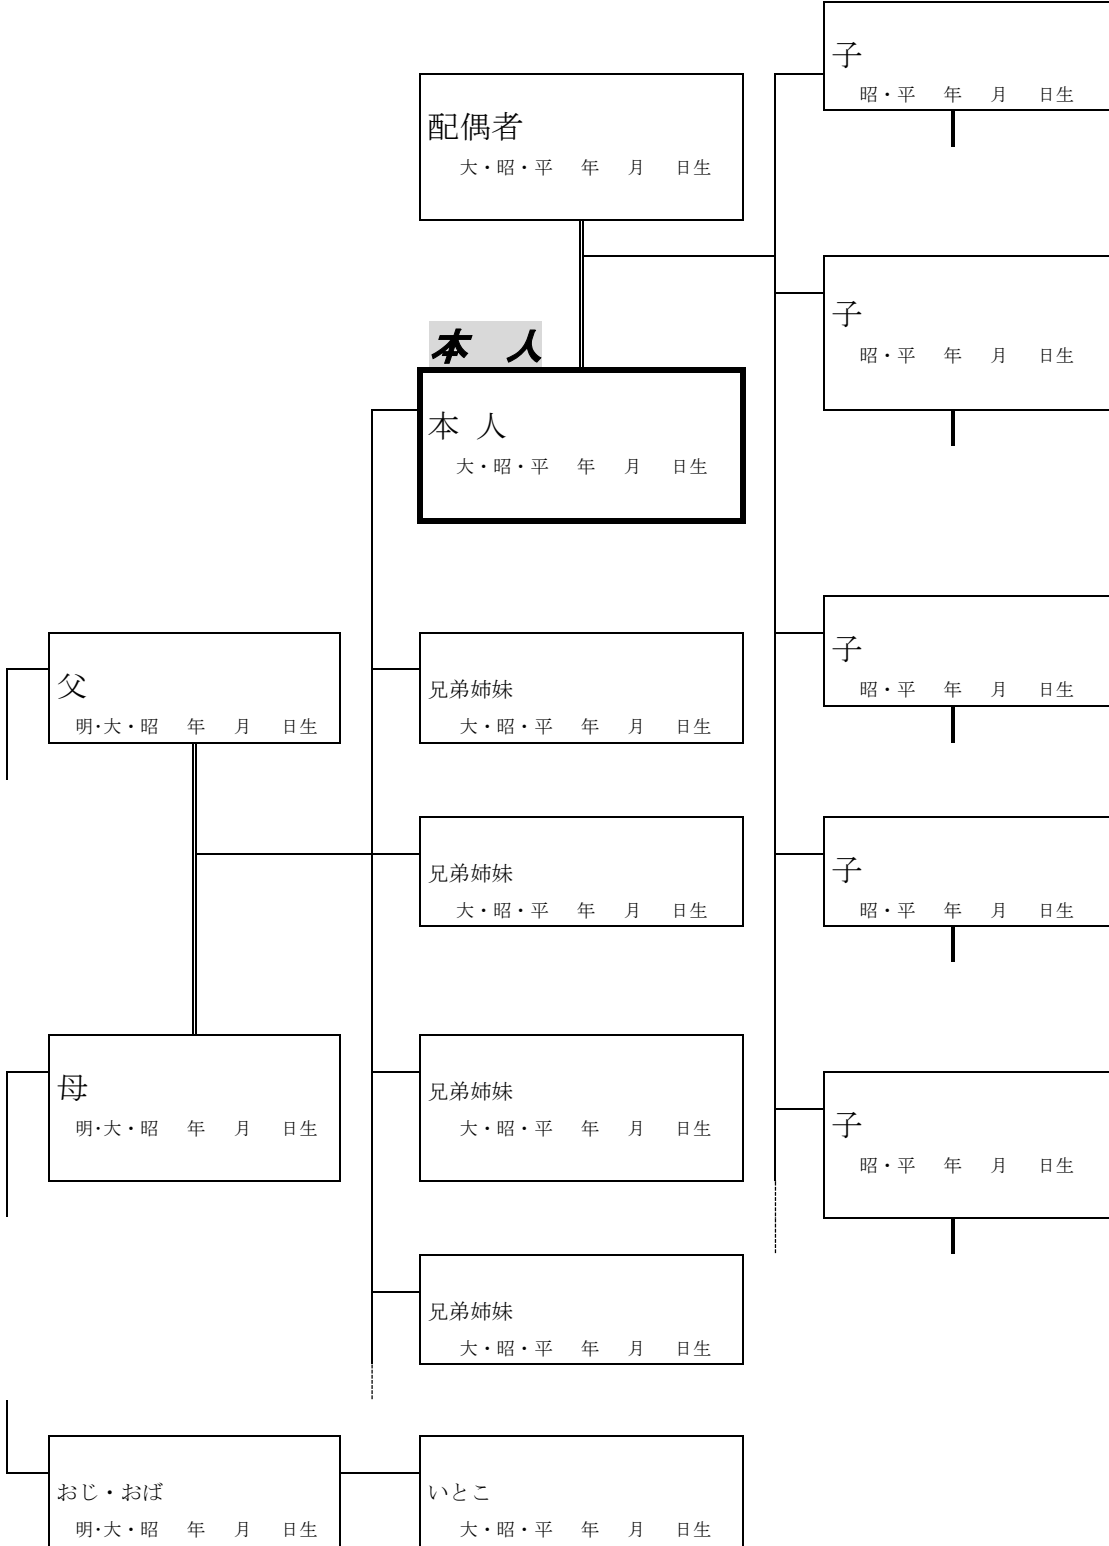 子
昭・平 年 月 日生
配偶者
大・昭・平 年 月 日生
子
昭・平 年 月 日生
本 人
本 人
大・昭・平 年 月 日生
子
昭・平 年 月 日生
父
明・大・昭 年 月 日生
兄弟姉妹
大・昭・平 年 月 日生
兄弟姉妹
大・昭・平 年 月 日生
子
昭・平 年 月 日生
母
明・大・昭 年 月 日生
兄弟姉妹
大・昭・平 年 月 日生
子
昭・平 年 月 日生
兄弟姉妹
大・昭・平 年 月 日生
おじ・おば
明・大・昭 年 月 日生
いとこ
大・昭・平 年 月 日生